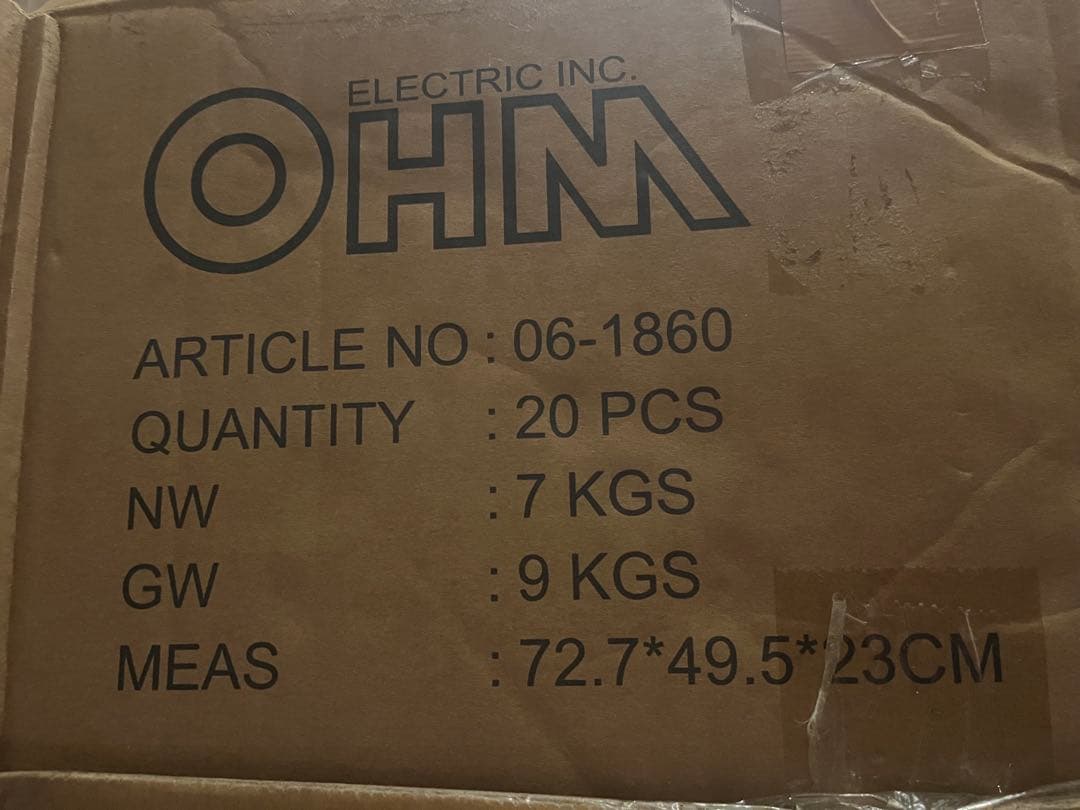 ELECTRIC INC.
OHM
ARTICLE NO : 06-1860
QUANTITY : 20 PCS
NW : 7 KGS
GW : 9 KGS
MEAS : 72.7*49.5*23CM